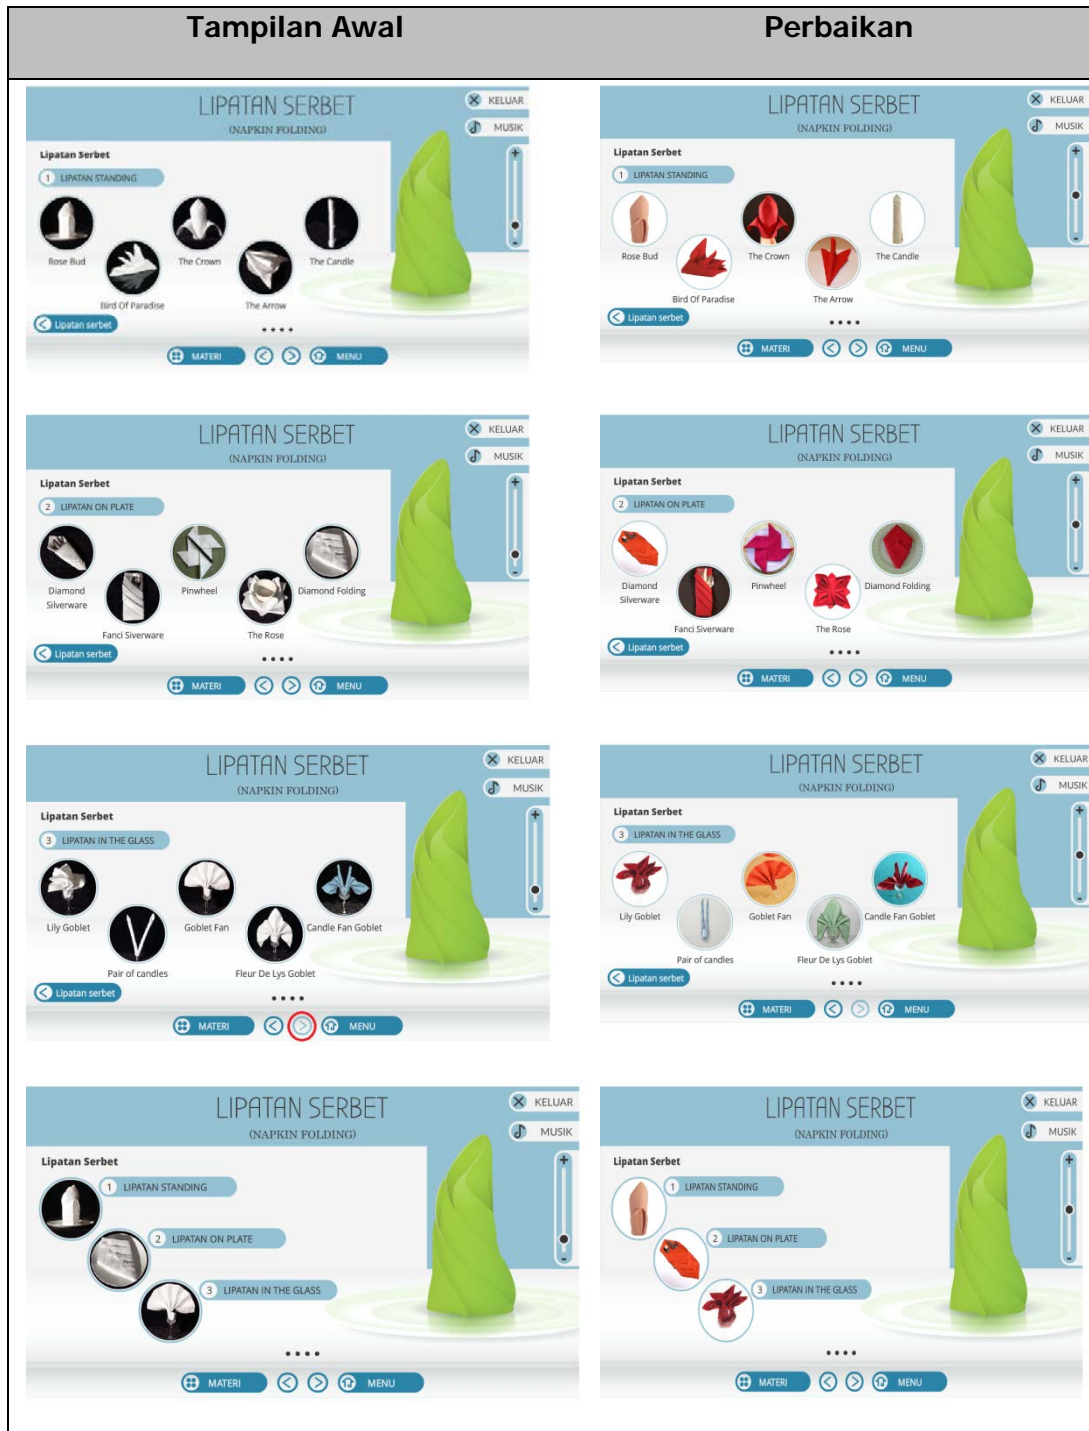 Tampilan Awal Perbaikan
LIPATAN SERBET
(NAPKIN FOLDING)
KELUAR
MUSIK
+
-
Lipatan Serbet
1 LIPATAN STANDING
Rose Bud The Crown The Candle
Bird Of Paradise The Arrow
Lipatan serbet
MATERI MENU
LIPATAN SERBET
(NAPKIN FOLDING)
KELUAR
MUSIK
+
-
Lipatan Serbet
1 LIPATAN STANDING
Rose Bud The Crown The Candle
Bird Of Paradise The Arrow
Lipatan serbet
MATERI MENU
LIPATAN SERBET
(NAPKIN FOLDING)
KELUAR
MUSIK
+
-
Lipatan Serbet
2 LIPATAN ON PLATE
Diamond Pinwheel Diamond Folding
Silverware
Fanci Siverware The Rose
Lipatan serbet
MATERI MENU
LIPATAN SERBET
(NAPKIN FOLDING)
KELUAR
MUSIK
+
-
Lipatan Serbet
2 LIPATAN ON PLATE
Diamond Pinwheel Diamond Folding
Silverware
Fanci Siverware The Rose
Lipatan serbet
MATERI MENU
LIPATAN SERBET
(NAPKIN FOLDING)
KELUAR
MUSIK
+
-
Lipatan Serbet
3 LIPATAN IN THE GLASS
Lily Goblet Goblet Fan Candle Fan Goblet
Pair of candles Fleur De Lys Goblet
Lipatan serbet
MATERI MENU
LIPATAN SERBET
(NAPKIN FOLDING)
KELUAR
MUSIK
+
-
Lipatan Serbet
3 LIPATAN IN THE GLASS
Lily Goblet Goblet Fan Candle Fan Goblet
Pair of candles Fleur De Lys Goblet
Lipatan serbet
MATERI MENU
LIPATAN SERBET
(NAPKIN FOLDING)
KELUAR
MUSIK
+
-
Lipatan Serbet
1 LIPATAN STANDING
2 LIPATAN ON PLATE
3 LIPATAN IN THE GLASS
MATERI MENU
LIPATAN SERBET
(NAPKIN FOLDING)
KELUAR
MUSIK
+
-
Lipatan Serbet
1 LIPATAN STANDING
2 LIPATAN ON PLATE
3 LIPATAN IN THE GLASS
MATERI MENU